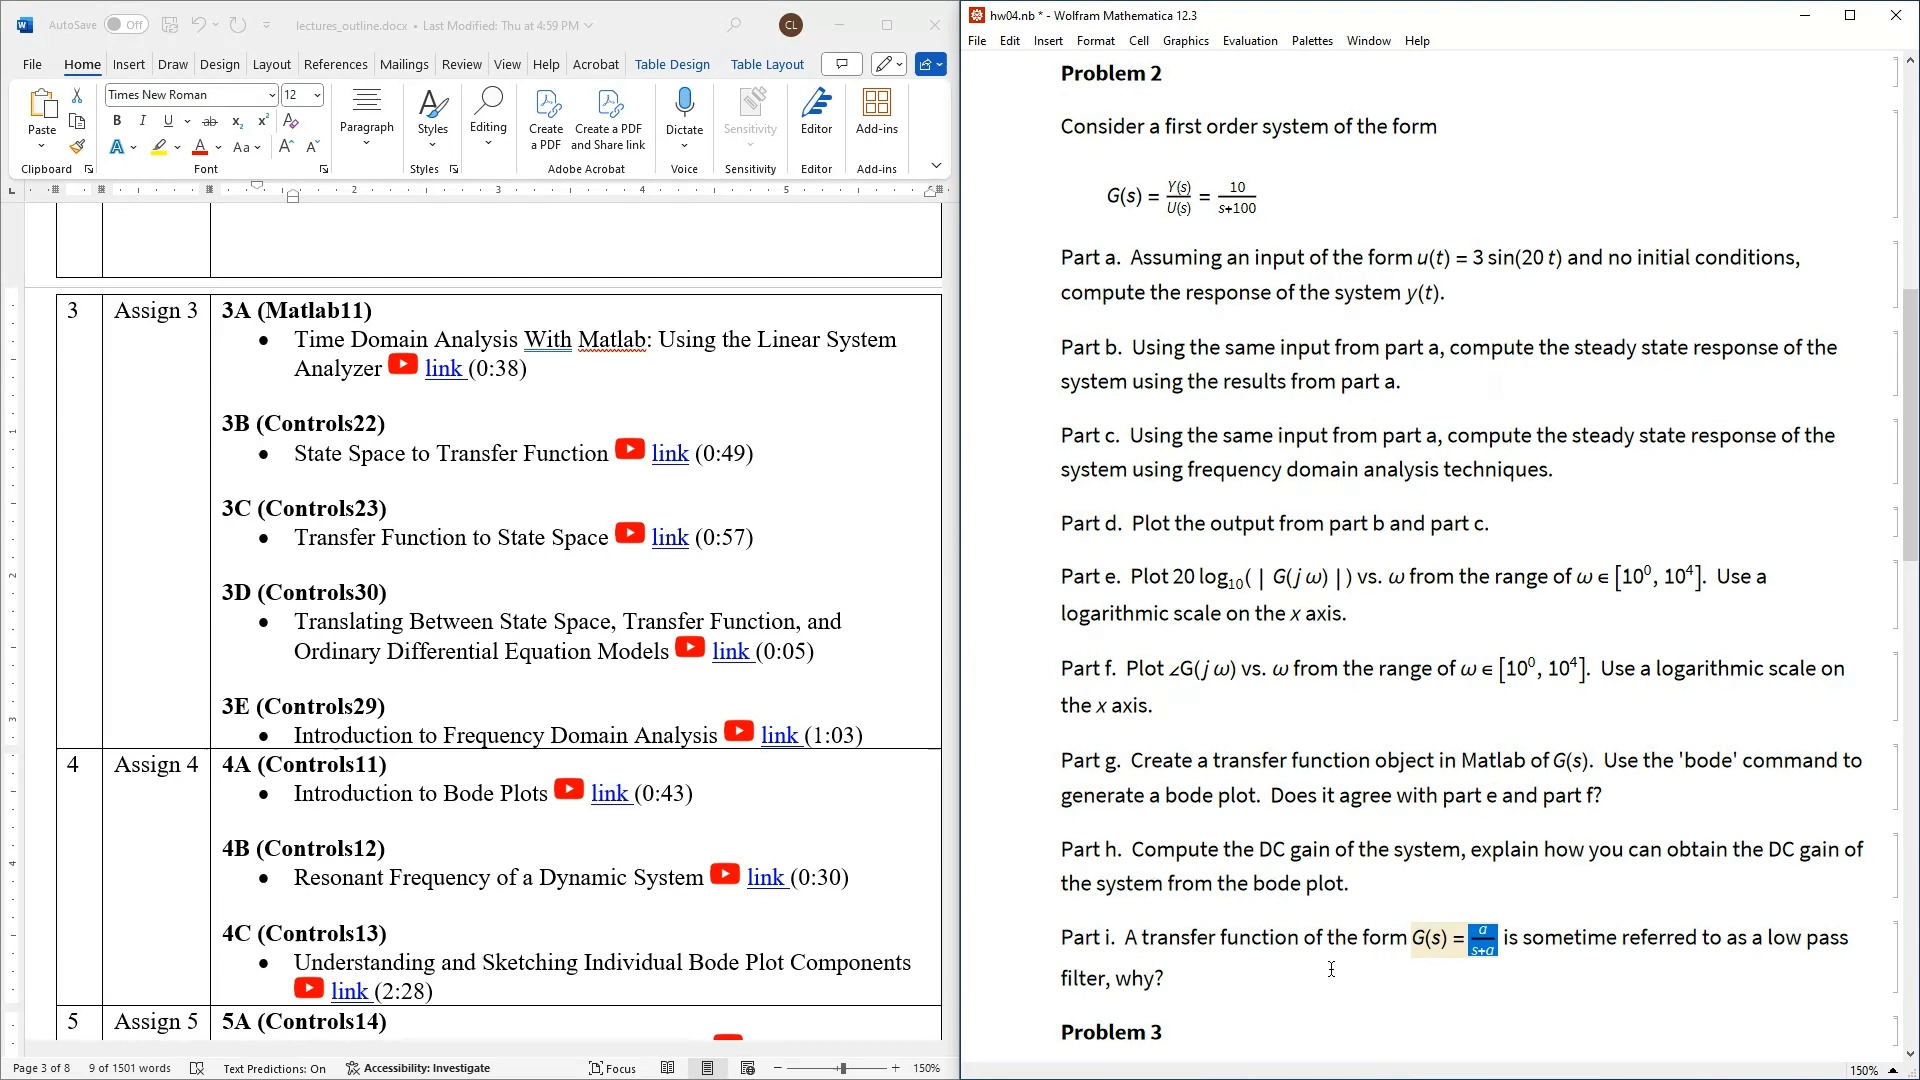 AutoSave Off
lectures_outline.docx • Last Modified: Thu at 4:59 PM
CL
File Home Insert Draw Design Layout References Mailings Review View Help Acrobat Table Design Table Layout
Times New Roman 12
Paste
Paragraph
Styles
Editing
Create a PDF
Create a PDF and Share link
Dictate
Sensitivity
Editor
Add-ins
Clipboard Font Styles Adobe Acrobat Voice Sensitivity Editor Add-ins
3 Assign 3 3A (Matlab11)
• Time Domain Analysis With Matlab: Using the Linear System
Analyzer link (0:38)
3B (Controls22)
• State Space to Transfer Function link (0:49)
3C (Controls23)
• Transfer Function to State Space link (0:57)
3D (Controls30)
• Translating Between State Space, Transfer Function, and
Ordinary Differential Equation Models link (0:05)
3E (Controls29)
• Introduction to Frequency Domain Analysis link (1:03)
4 Assign 4 4A (Controls11)
• Introduction to Bode Plots link (0:43)
4B (Controls12)
• Resonant Frequency of a Dynamic System link (0:30)
4C (Controls13)
• Understanding and Sketching Individual Bode Plot Components
link (2:28)
5 Assign 5 5A (Controls14)
Page 3 of 8 9 of 1501 words Text Predictions: On Accessibility: Investigate Focus 150%
hw04.nb * - Wolfram Mathematica 12.3
File Edit Insert Format Cell Graphics Evaluation Palettes Window Help
Problem 2
Consider a first order system of the form
G(s) = Y(s)/U(s) = 10/(s+100)
Part a. Assuming an input of the form u(t) = 3 sin(20 t) and no initial conditions,
compute the response of the system y(t).
Part b. Using the same input from part a, compute the steady state response of the
system using the results from part a.
Part c. Using the same input from part a, compute the steady state response of the
system using frequency domain analysis techniques.
Part d. Plot the output from part b and part c.
Part e. Plot 20 log₁₀( | G(j ω) | ) vs. ω from the range of ω ∈ [10⁰, 10⁴]. Use a
logarithmic scale on the x axis.
Part f. Plot ∠G(j ω) vs. ω from the range of ω ∈ [10⁰, 10⁴]. Use a logarithmic scale on
the x axis.
Part g. Create a transfer function object in Matlab of G(s). Use the 'bode' command to
generate a bode plot. Does it agree with part e and part f?
Part h. Compute the DC gain of the system, explain how you can obtain the DC gain of
the system from the bode plot.
Part i. A transfer function of the form G(s) = a/(s+a) is sometime referred to as a low pass
filter, why?
Problem 3
150%